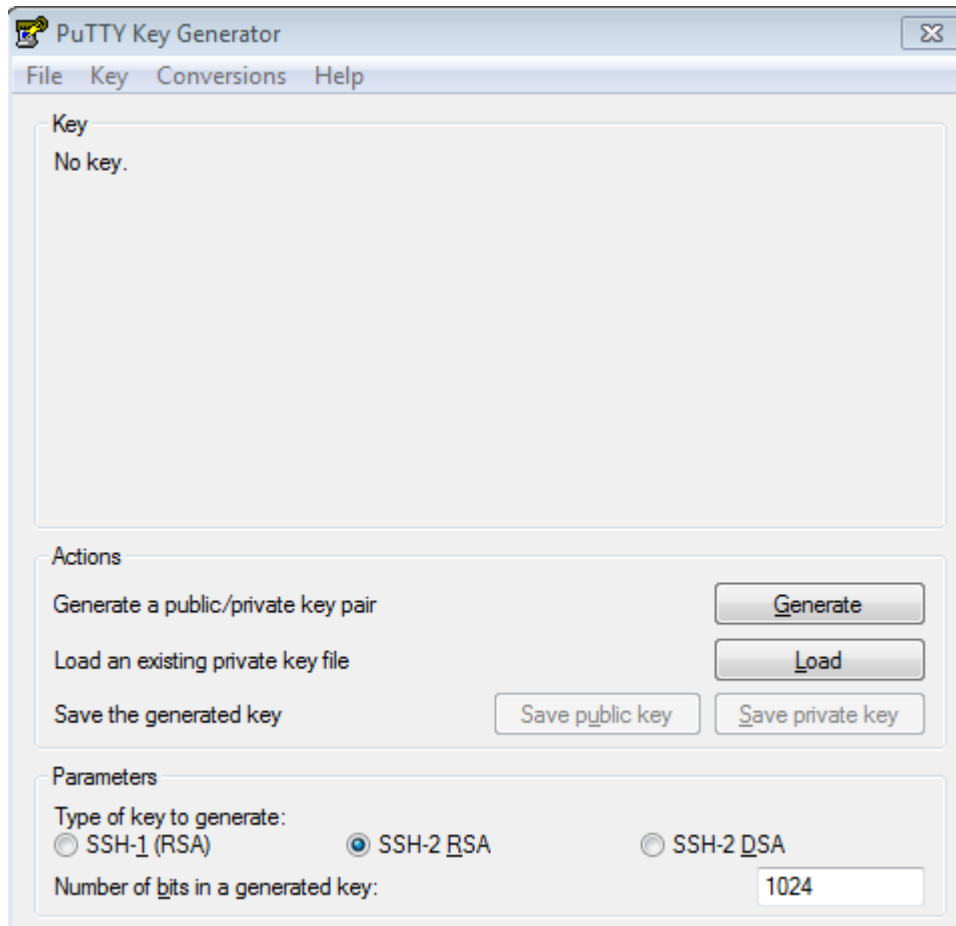 PuTTY Key Generator
File Key Conversions Help
Key
No key.
Actions
Generate a public/private key pair Generate
Load an existing private key file Load
Save the generated key Save public key Save private key
Parameters
Type of key to generate:
SSH-1 (RSA) SSH-2 RSA SSH-2 DSA
Number of bits in a generated key: 1024